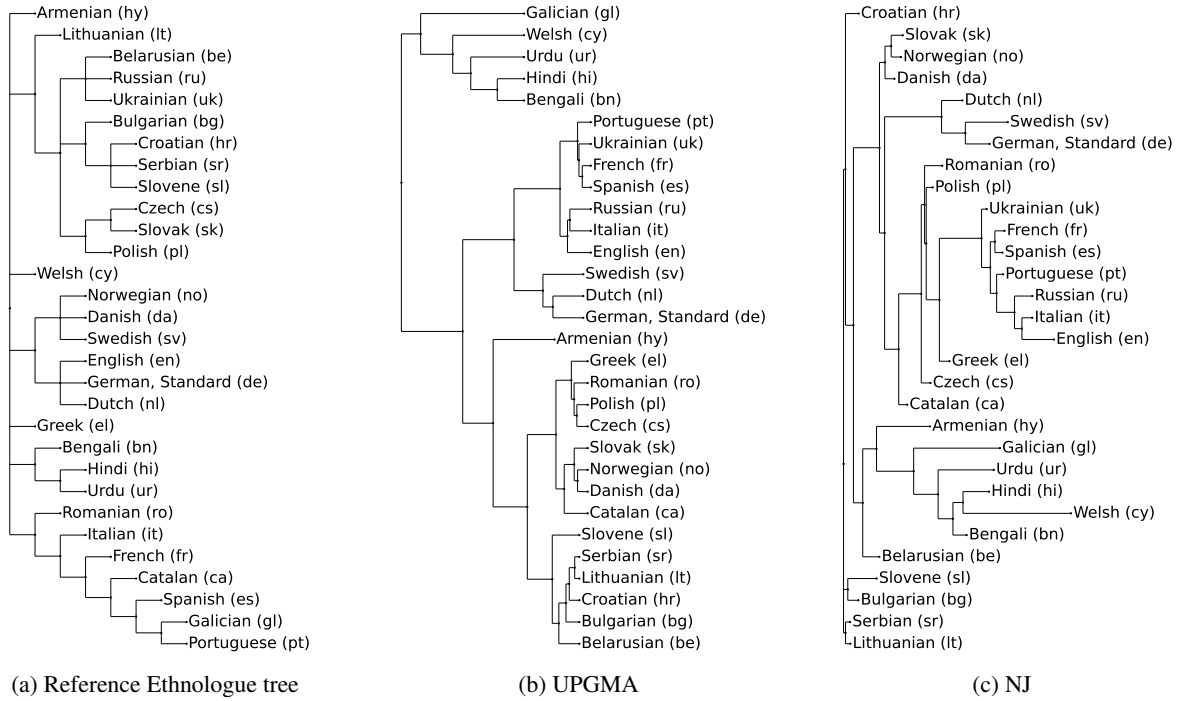 Armenian (hy)
Lithuanian (lt)
Belarusian (be)
Russian (ru)
Ukrainian (uk)
Bulgarian (bg)
Croatian (hr)
Serbian (sr)
Slovene (sl)
Czech (cs)
Slovak (sk)
Polish (pl)
Welsh (cy)
Norwegian (no)
Danish (da)
Swedish (sv)
English (en)
German, Standard (de)
Dutch (nl)
Greek (el)
Bengali (bn)
Hindi (hi)
Urdu (ur)
Romanian (ro)
Italian (it)
French (fr)
Catalan (ca)
Spanish (es)
Galician (gl)
Portuguese (pt)
(a) Reference Ethnologue tree
Galician (gl)
Welsh (cy)
Urdu (ur)
Hindi (hi)
Bengali (bn)
Portuguese (pt)
Ukrainian (uk)
French (fr)
Spanish (es)
Russian (ru)
Italian (it)
English (en)
Swedish (sv)
Dutch (nl)
German, Standard (de)
Armenian (hy)
Greek (el)
Romanian (ro)
Polish (pl)
Czech (cs)
Slovak (sk)
Norwegian (no)
Danish (da)
Catalan (ca)
Slovene (sl)
Serbian (sr)
Lithuanian (lt)
Croatian (hr)
Bulgarian (bg)
Belarusian (be)
(b) UPGMA
Croatian (hr)
Slovak (sk)
Norwegian (no)
Danish (da)
Dutch (nl)
Swedish (sv)
German, Standard (de)
Romanian (ro)
Polish (pl)
Ukrainian (uk)
French (fr)
Spanish (es)
Portuguese (pt)
Russian (ru)
Italian (it)
English (en)
Greek (el)
Czech (cs)
Catalan (ca)
Armenian (hy)
Galician (gl)
Urdu (ur)
Hindi (hi)
Welsh (cy)
Bengali (bn)
Belarusian (be)
Slovene (sl)
Bulgarian (bg)
Serbian (sr)
Lithuanian (lt)
(c) NJ